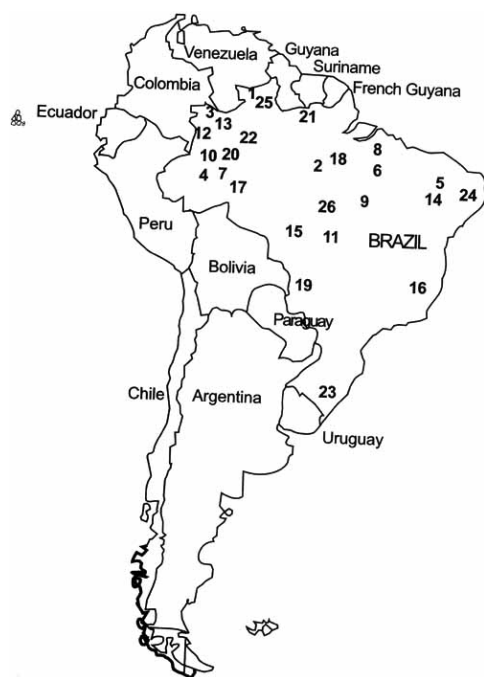 Venezuela
Guyana
Suriname
Colombia
French Guyana
1
25
3
13
21
Ecuador
12
22
8
10
20
2
18
6
4
7
17
5
14
24
26
9
Peru
15
11
BRAZIL
Bolivia
19
16
Paraguay
Chile
Argentina
23
Uruguay